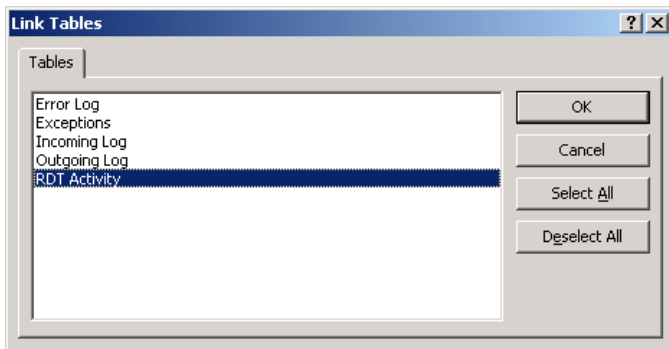 Link Tables
? X
Tables
Error Log
Exceptions
Incoming Log
Outgoing Log
RDT Activity
OK
Cancel
Select All
Deselect All